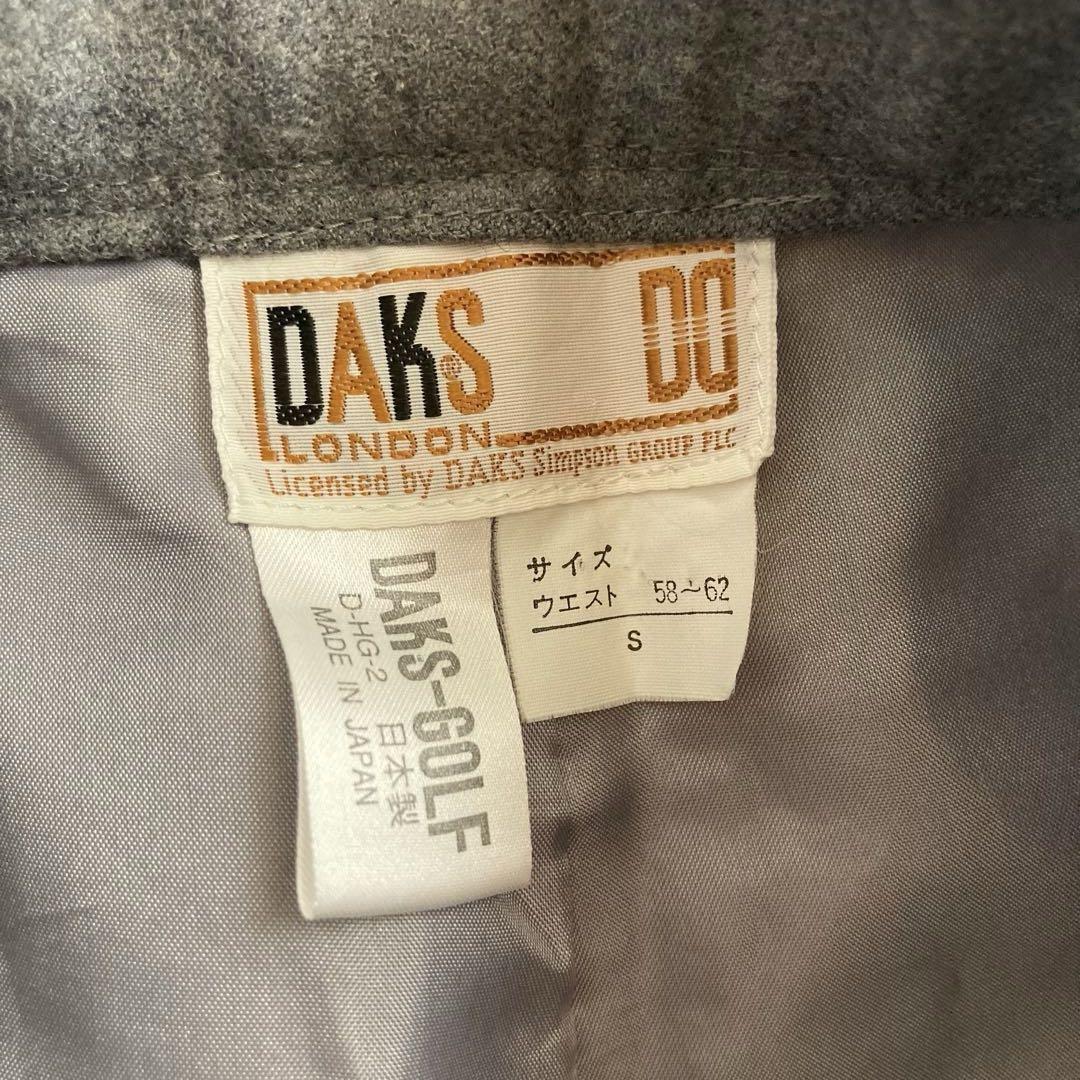 DAKS® DD
LONDON
Licensed by DAKS Simpson GROUP PLC
DAKS-GOLF
日本製
D-HG-2
MADE IN JAPAN
サイズ
ウエスト 58〜62
S